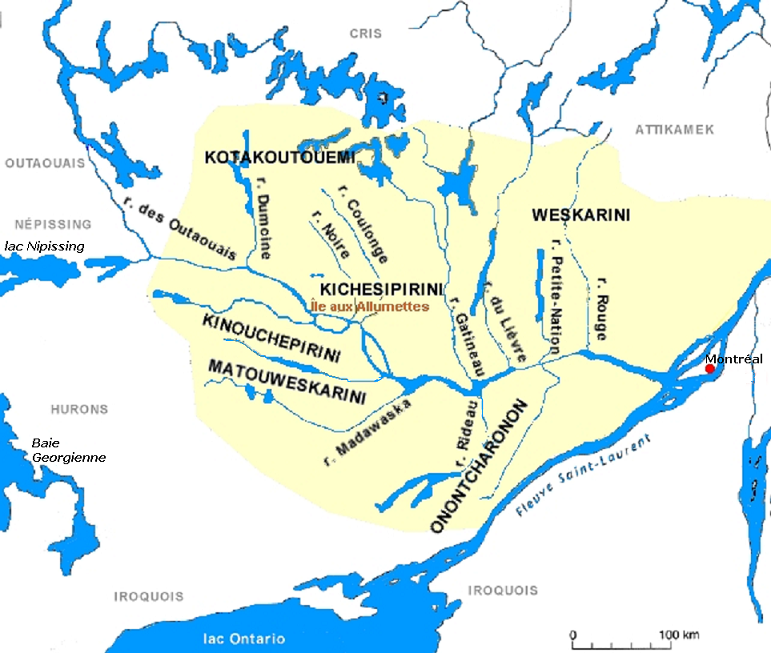 CRIS
ATTIKAMEK
OUTAOUAIS
KOTAKOUTOUEMI
NÉPISSING
lac Nipissing
r. des Outaouais
r. Dumoine
r. Noire
r. Coulonge
WESKARINI
KICHESIPIRINI
Île aux Allumettes
r. Gatineau
r. du Lièvre
r. Petite-Nation
r. Rouge
KINOUCHEPIRINI
MATOUWESKARINI
Montréal
HURONS
Baie
Georgienne
r. Madawaska
r. Rideau
ONONTCHARONON
Fleuve Saint-Laurent
IROQUOIS
IROQUOIS
lac Ontario
0 100 km